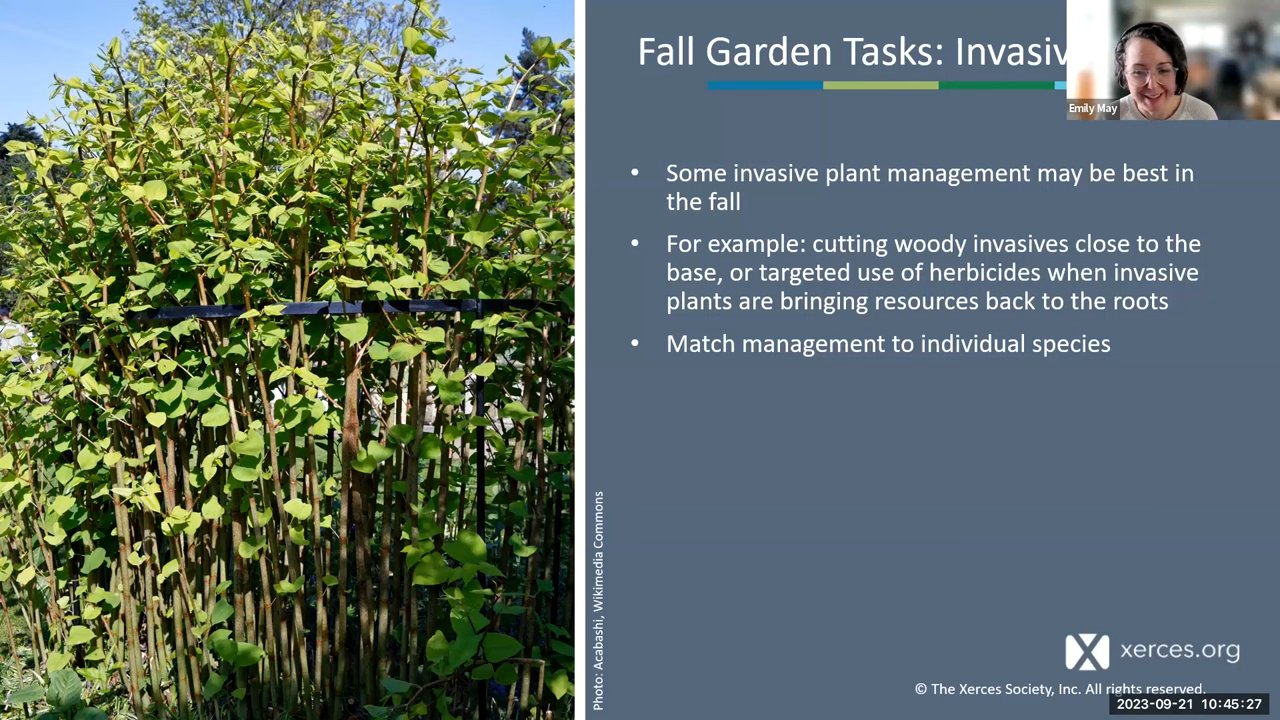 Fall Garden Tasks: Invasiv
Emily May
• Some invasive plant management may be best in
the fall
• For example: cutting woody invasives close to the
base, or targeted use of herbicides when invasive
plants are bringing resources back to the roots
• Match management to individual species
Photo: Acabashi, Wikimedia Commons
xerces.org
© The Xerces Society, Inc. All rights reserved.
2023-09-21 10:45:27